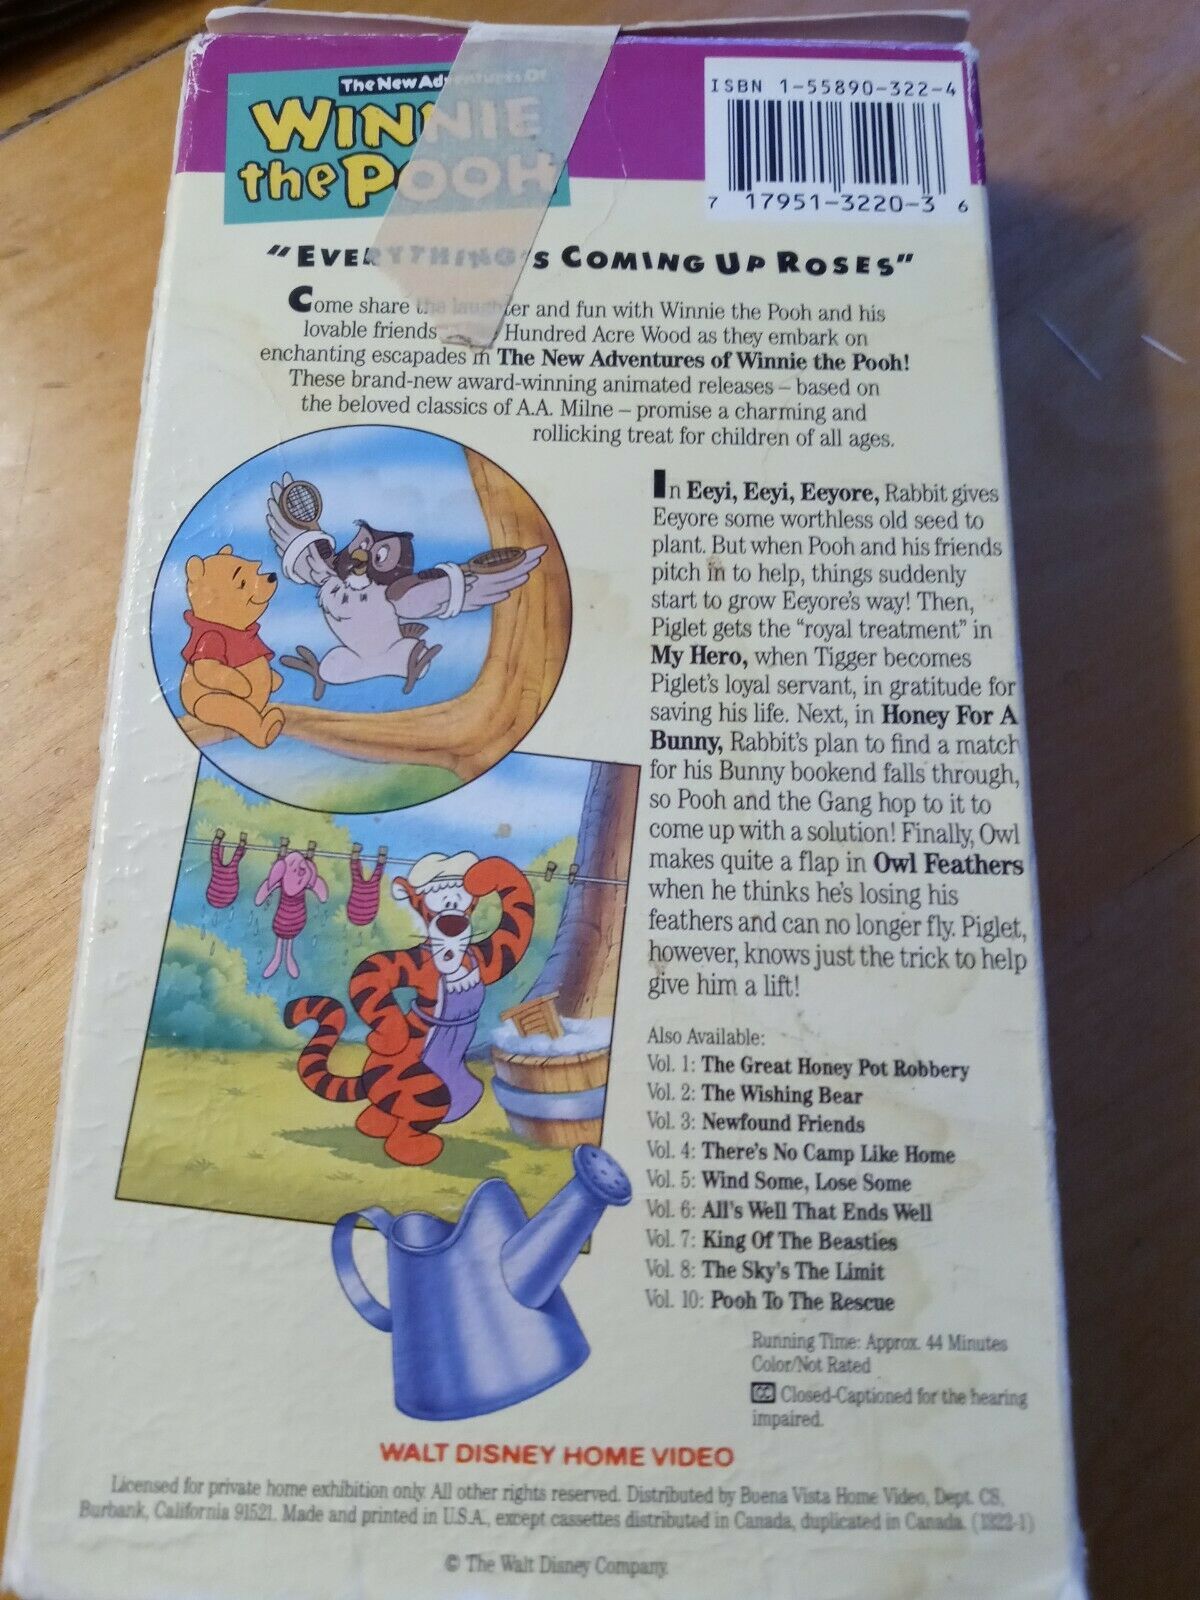 The New Adventures Of
WINNIE
the POOH
ISBN 1-55890-322-4
7 17951-3220-3 6
"EVERYTHING'S COMING UP ROSES"
Come share the laughter and fun with Winnie the Pooh and his
lovable friends Hundred Acre Wood as they embark on
enchanting escapades in The New Adventures of Winnie the Pooh!
These brand-new award-winning animated releases – based on
the beloved classics of A.A. Milne – promise a charming and
rollicking treat for children of all ages.
In Eeyi, Eeyi, Eeyore, Rabbit gives
Eeyore some worthless old seed to
plant. But when Pooh and his friends
pitch in to help, things suddenly
start to grow Eeyore's way! Then,
Piglet gets the "royal treatment" in
My Hero, when Tigger becomes
Piglet's loyal servant, in gratitude for
saving his life. Next, in Honey For A
Bunny, Rabbit's plan to find a match
for his Bunny bookend falls through,
so Pooh and the Gang hop to it to
come up with a solution! Finally, Owl
makes quite a flap in Owl Feathers
when he thinks he's losing his
feathers and can no longer fly. Piglet,
however, knows just the trick to help
give him a lift!
Also Available:
Vol. 1: The Great Honey Pot Robbery
Vol. 2: The Wishing Bear
Vol. 3: Newfound Friends
Vol. 4: There's No Camp Like Home
Vol. 5: Wind Some, Lose Some
Vol. 6: All's Well That Ends Well
Vol. 7: King Of The Beasties
Vol. 8: The Sky's The Limit
Vol. 10: Pooh To The Rescue
Running Time: Approx. 44 Minutes
Color/Not Rated
CC Closed-Captioned for the hearing
impaired.
WALT DISNEY HOME VIDEO
Licensed for private home exhibition only. All other rights reserved. Distributed by Buena Vista Home Video, Dept. CS,
Burbank, California 91521. Made and printed in U.S.A., except cassettes distributed in Canada, duplicated in Canada. (1322-1)
© The Walt Disney Company.